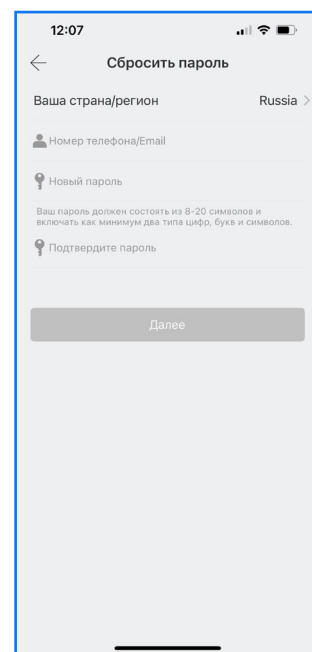 12:07
Сбросить пароль
Ваша страна/регион Russia >
Номер телефона/Email
Новый пароль
Ваш пароль должен состоять из 8-20 символов и
включать как минимум два типа цифр, букв и символов.
Подтвердите пароль
Далее